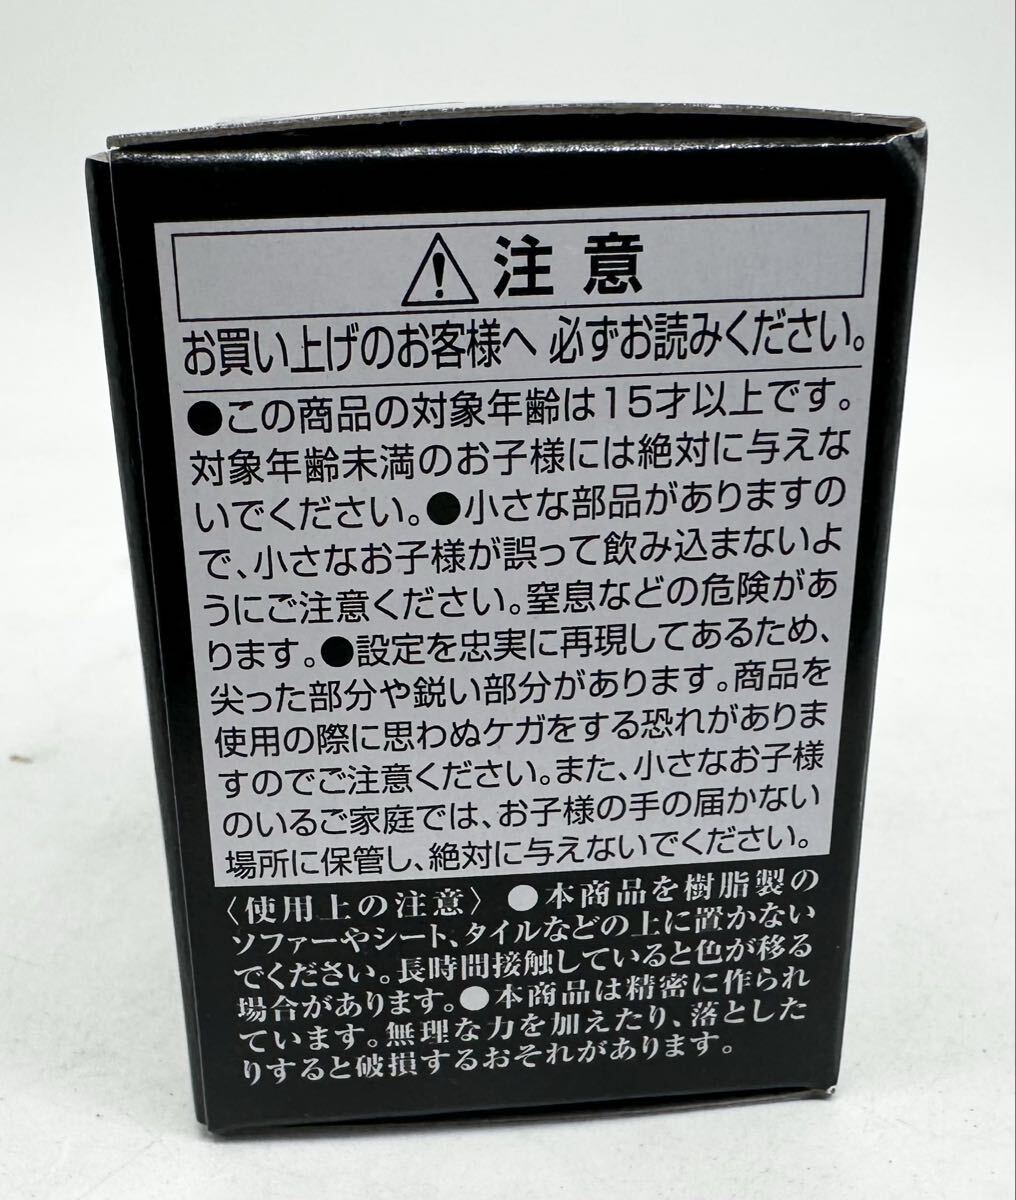 ⚠注意
お買い上げのお客様へ 必ずお読みください。
●この商品の対象年齢は15才以上です。
対象年齢未満のお子様には絶対に与えな
いでください。●小さな部品がありますの
で、小さなお子様が誤って飲み込まないよ
うにご注意ください。窒息などの危険があ
ります。●設定を忠実に再現してあるため、
尖った部分や鋭い部分があります。商品を
使用の際に思わぬケガをする恐れがありま
すのでご注意ください。また、小さなお子様
のいるご家庭では、お子様の手の届かない
場所に保管し、絶対に与えないでください。
〈使用上の注意〉 ●本商品を樹脂製の
ソファーやシート、タイルなどの上に置かない
でください。長時間接触していると色が移る
場合があります。●本商品は精密に作られ
ています。無理な力を加えたり、落とした
りすると破損するおそれがあります。